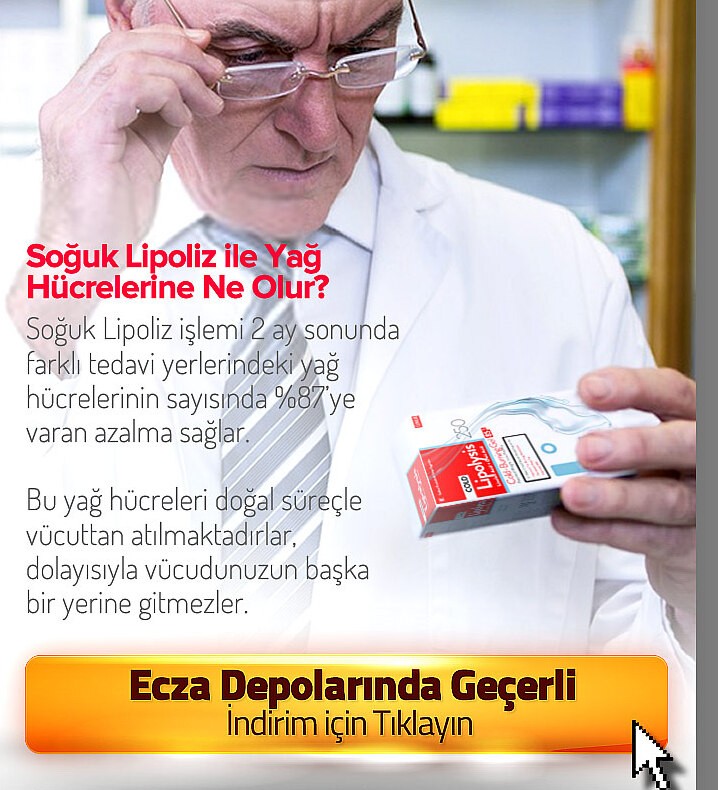 Soğuk Lipoliz ile Yağ
Hücrelerine Ne Olur?
Soğuk Lipoliz işlemi 2 ay sonunda
farklı tedavi yerlerindeki yağ
hücrelerinin sayısında %87'ye
varan azalma sağlar.
Bu yağ hücreleri doğal süreçle
vücuttan atılmaktadırlar,
dolayısıyla vücudunuzun başka
bir yerine gitmezler.
250
COLD
Lipolysis
Ecza Depolarında Geçerli
İndirim için Tıklayın